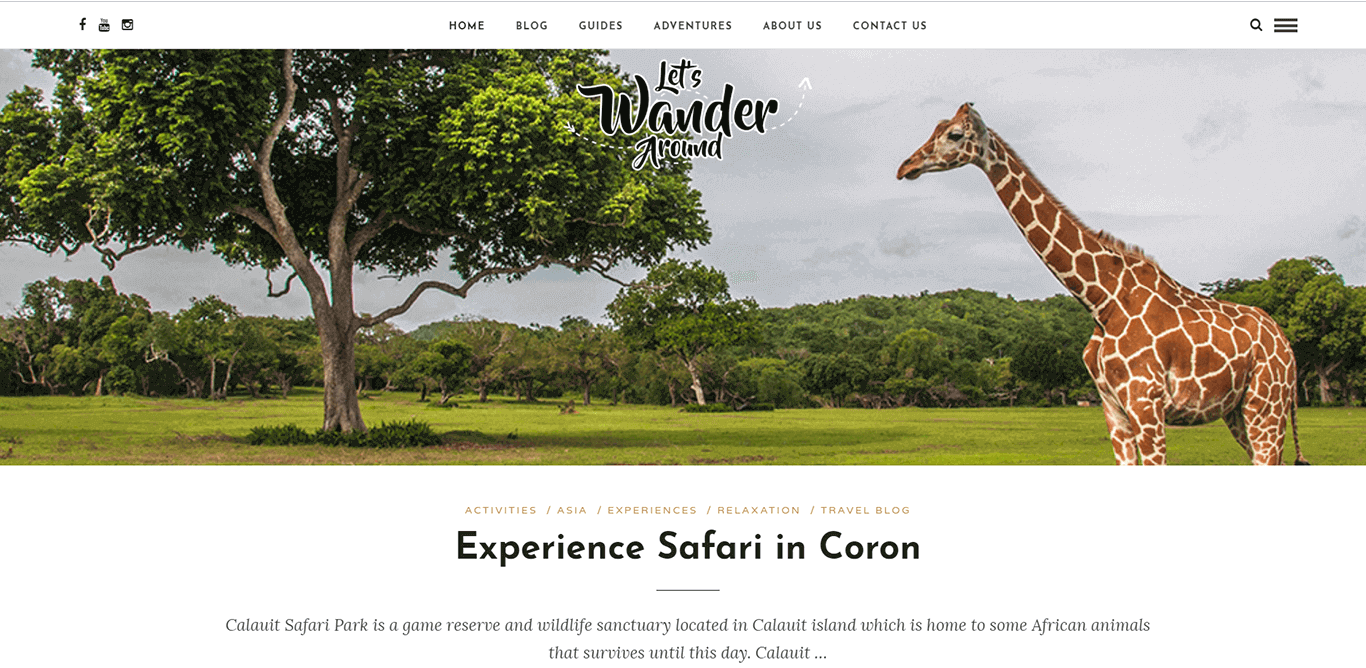 HOME BLOG GUIDES ADVENTURES ABOUT US CONTACT US
Let's
Wander
Around
ACTIVITIES / ASIA / EXPERIENCES / RELAXATION / TRAVEL BLOG
Experience Safari in Coron
Calauit Safari Park is a game reserve and wildlife sanctuary located in Calauit island which is home to some African animals
that survives until this day. Calauit ...